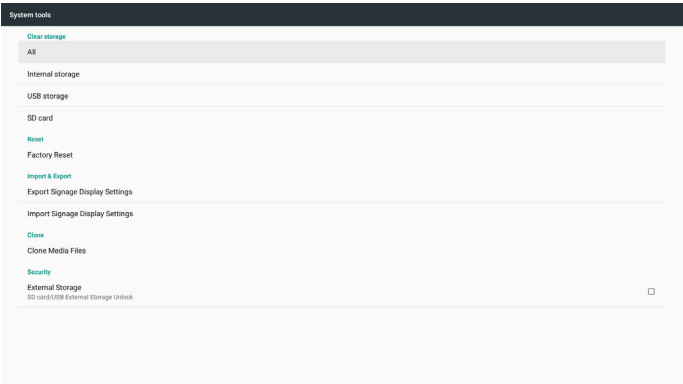 System tools
Clear storage
All
Internal storage
USB storage
SD card
Reset
Factory Reset
Import & Export
Export Signage Display Settings
Import Signage Display Settings
Clone
Clone Media Files
Security
External Storage
SD card/USB External Storage Unlock